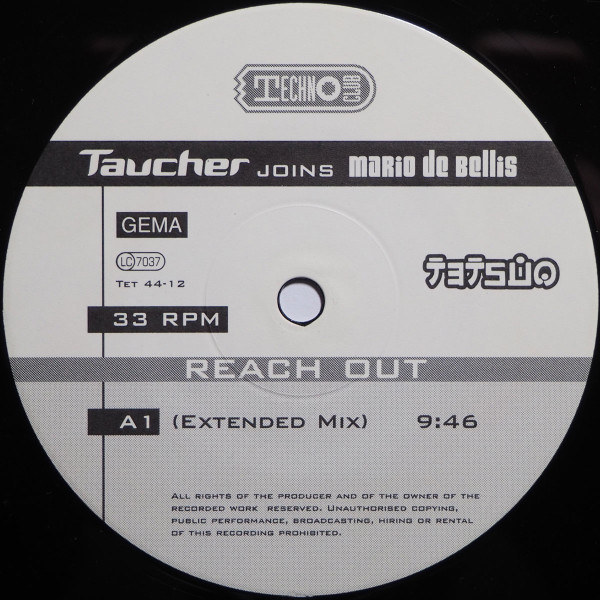 TECHNO CLUB
Taucher JOINS MARIO DE BELLIS
GEMA
LC 7037
TET 44-12
TETSUO
33 RPM
REACH OUT
A1 (EXTENDED MIX) 9:46
ALL RIGHTS OF THE PRODUCER AND OF THE OWNER OF THE
RECORDED WORK RESERVED. UNAUTHORISED COPYING,
PUBLIC PERFORMANCE, BROADCASTING, HIRING OR RENTAL
OF THIS RECORDING PROHIBITED.